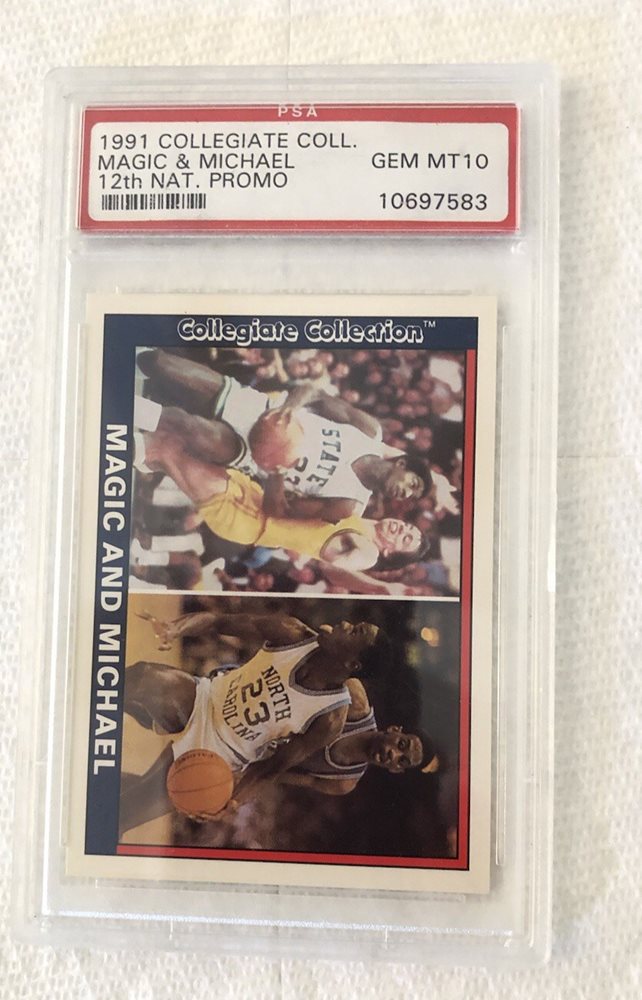 PSA
1991 COLLEGIATE COLL.
MAGIC & MICHAEL GEM MT10
12th NAT. PROMO
10697583
Collegiate Collection™
MAGIC AND MICHAEL
STATE
NORTH
CAROLINA
23